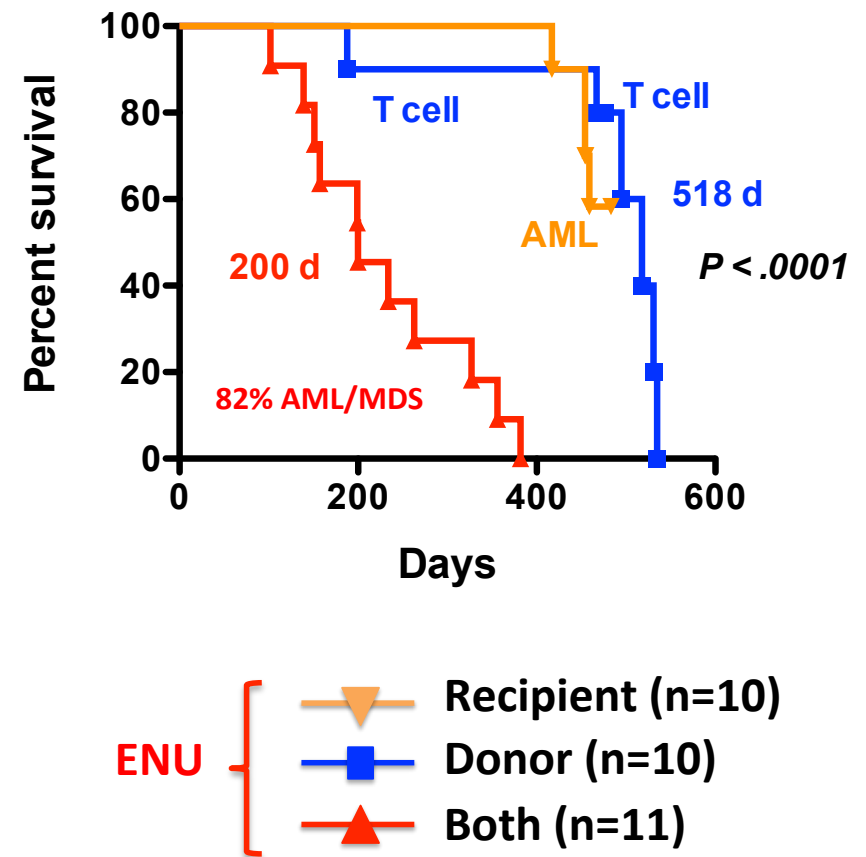 Percent survival
100
80
60
40
20
0
0 200 400 600
Days
T cell
T cell
518 d
AML
P < .0001
200 d
82% AML/MDS
ENU
Recipient (n=10)
Donor (n=10)
Both (n=11)